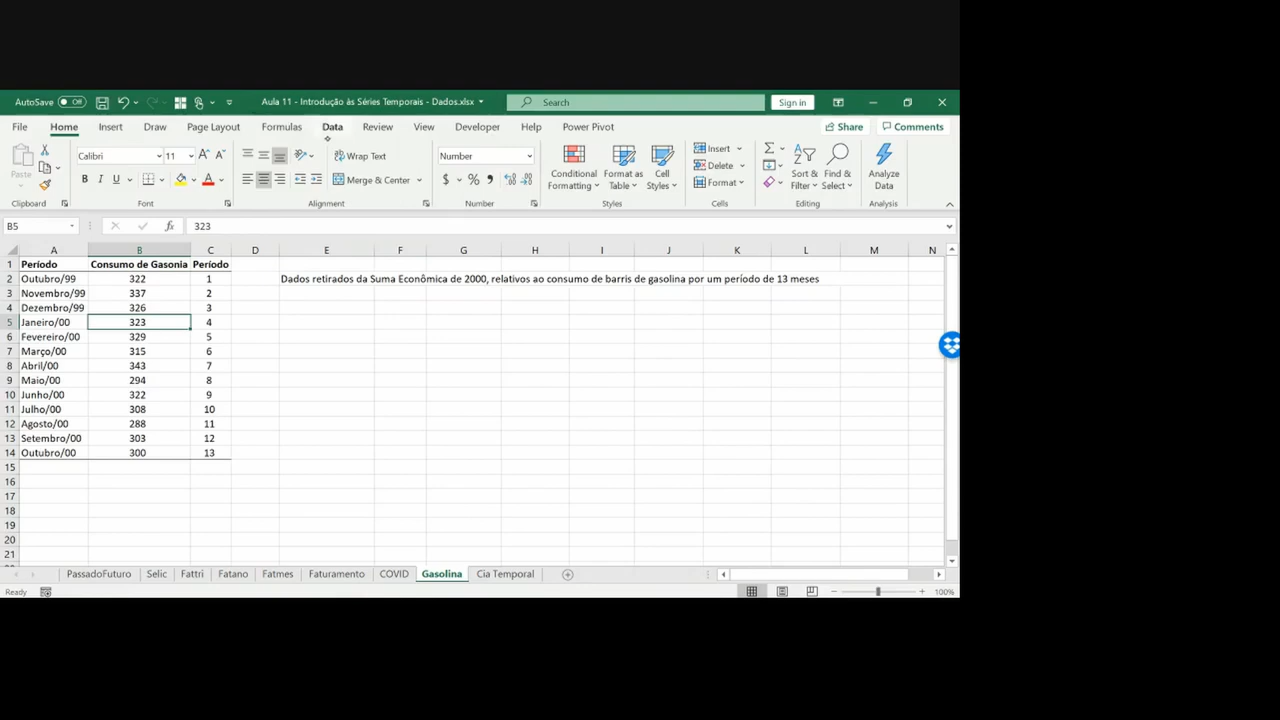 AutoSave Off Aula 11 - Introdução às Séries Temporais - Dados.xlsx Search Sign in
File Home Insert Draw Page Layout Formulas Data Review View Developer Help Power Pivot Share Comments
Paste Calibri 11 A A Wrap Text Number Conditional Formatting Format as Table Cell Styles Insert Sort & Filter Find & Select Analyze Data
Delete
B I U A Merge & Center $ % Format
Clipboard Font Alignment Number Styles Cells Editing Analysis
B5 fx 323
A B C D E F G H I J K L M N
1 Período Consumo de Gasonia Período
2 Outubro/99 322 1 Dados retirados da Suma Econômica de 2000, relativos ao consumo de barris de gasolina por um período de 13 meses
3 Novembro/99 337 2
4 Dezembro/99 326 3
5 Janeiro/00 323 4
6 Fevereiro/00 329 5
7 Março/00 315 6
8 Abril/00 343 7
9 Maio/00 294 8
10 Junho/00 322 9
11 Julho/00 308 10
12 Agosto/00 288 11
13 Setembro/00 303 12
14 Outubro/00 300 13
15
16
17
18
19
20
21
PassadoFuturo Selic Fattri Fatano Fatmes Faturamento COVID Gasolina Cia Temporal
Ready 100%